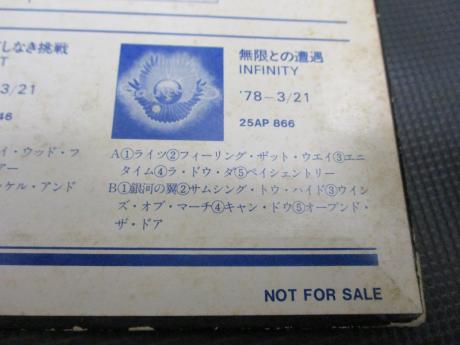 しなき挑戦
T
3/21
46
イ・ウッド・フ
アー
ッケル・アンド
無限との遭遇
INFINITY
'78−3/21
25AP 866
A①ライツ②フィーリング・ザット・ウエイ③エニ
タイム④ラ・ドゥ・ダ⑤ペイシェントリー
B①銀河の翼②サムシング・トゥ・ハイド③ウイン
ズ・オブ・マーチ④キャン・ドゥ⑤オープンド・
ザ・ドア
NOT FOR SALE